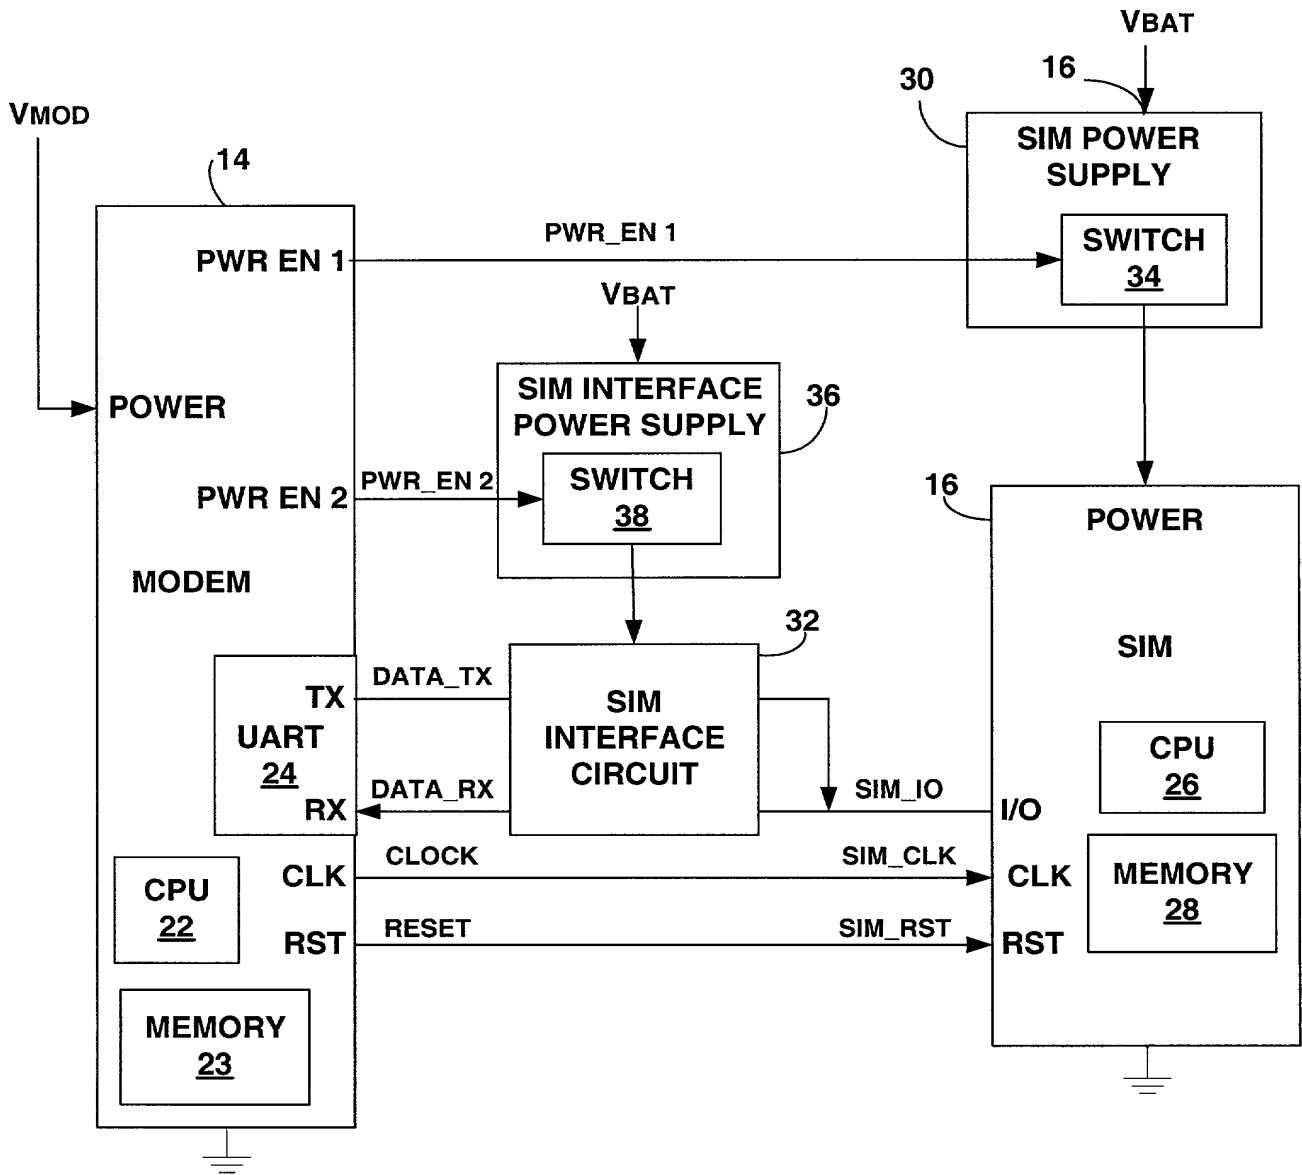 VBAT
16
30
VMOD
SIM POWER
SUPPLY
14
PWR_EN 1
SWITCH
34
PWR EN 1
VBAT
SIM INTERFACE
POWER SUPPLY
36
POWER
SWITCH
38
PWR_EN 2
PWR EN 2
16
POWER
MODEM
32
SIM
DATA_TX
TX
SIM
INTERFACE
CIRCUIT
UART
24
CPU
26
DATA_RX
RX
SIM_IO
I/O
CLOCK
SIM_CLK
CLK
CLK
MEMORY
28
CPU
22
RESET
SIM_RST
RST
RST
MEMORY
23